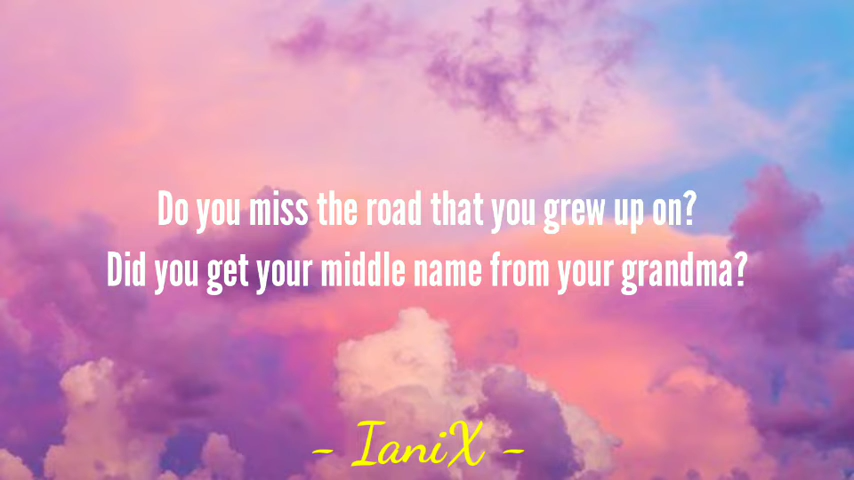 Do you miss the road that you grew up on?
Did you get your middle name from your grandma?
~ IaniX ~